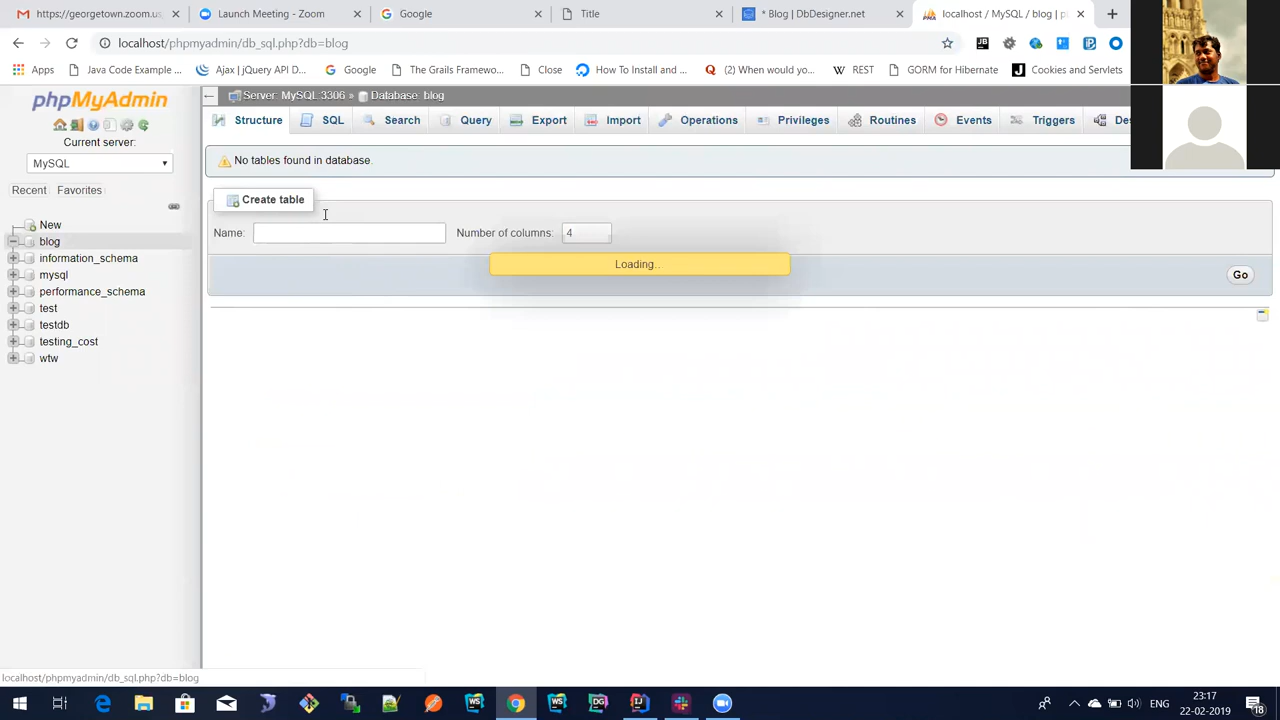 https://georgetown.zoom.us
Launch Meeting - Zoom
Google
Title
* Blog | DbDesigner.net
localhost / MySQL / blog | p
localhost/phpmyadmin/db_sql.php?db=blog
Apps
Java Code Example ...
Ajax | jQuery API D...
Google
The Grails Framewo...
Close
How To Install and ...
(2) When would yo...
REST
GORM for Hibernate
Cookies and Servlets
phpMyAdmin
Current server:
MySQL
Recent
Favorites
New
blog
information_schema
mysql
performance_schema
test
testdb
testing_cost
wtw
Server: MySQL:3306 »
Database: blog
Structure
SQL
Search
Query
Export
Import
Operations
Privileges
Routines
Events
Triggers
De
No tables found in database.
Create table
Name:
Number of columns:
4
Loading..
Go
localhost/phpmyadmin/db_sql.php?db=blog
ENG
23:17
22-02-2019
18